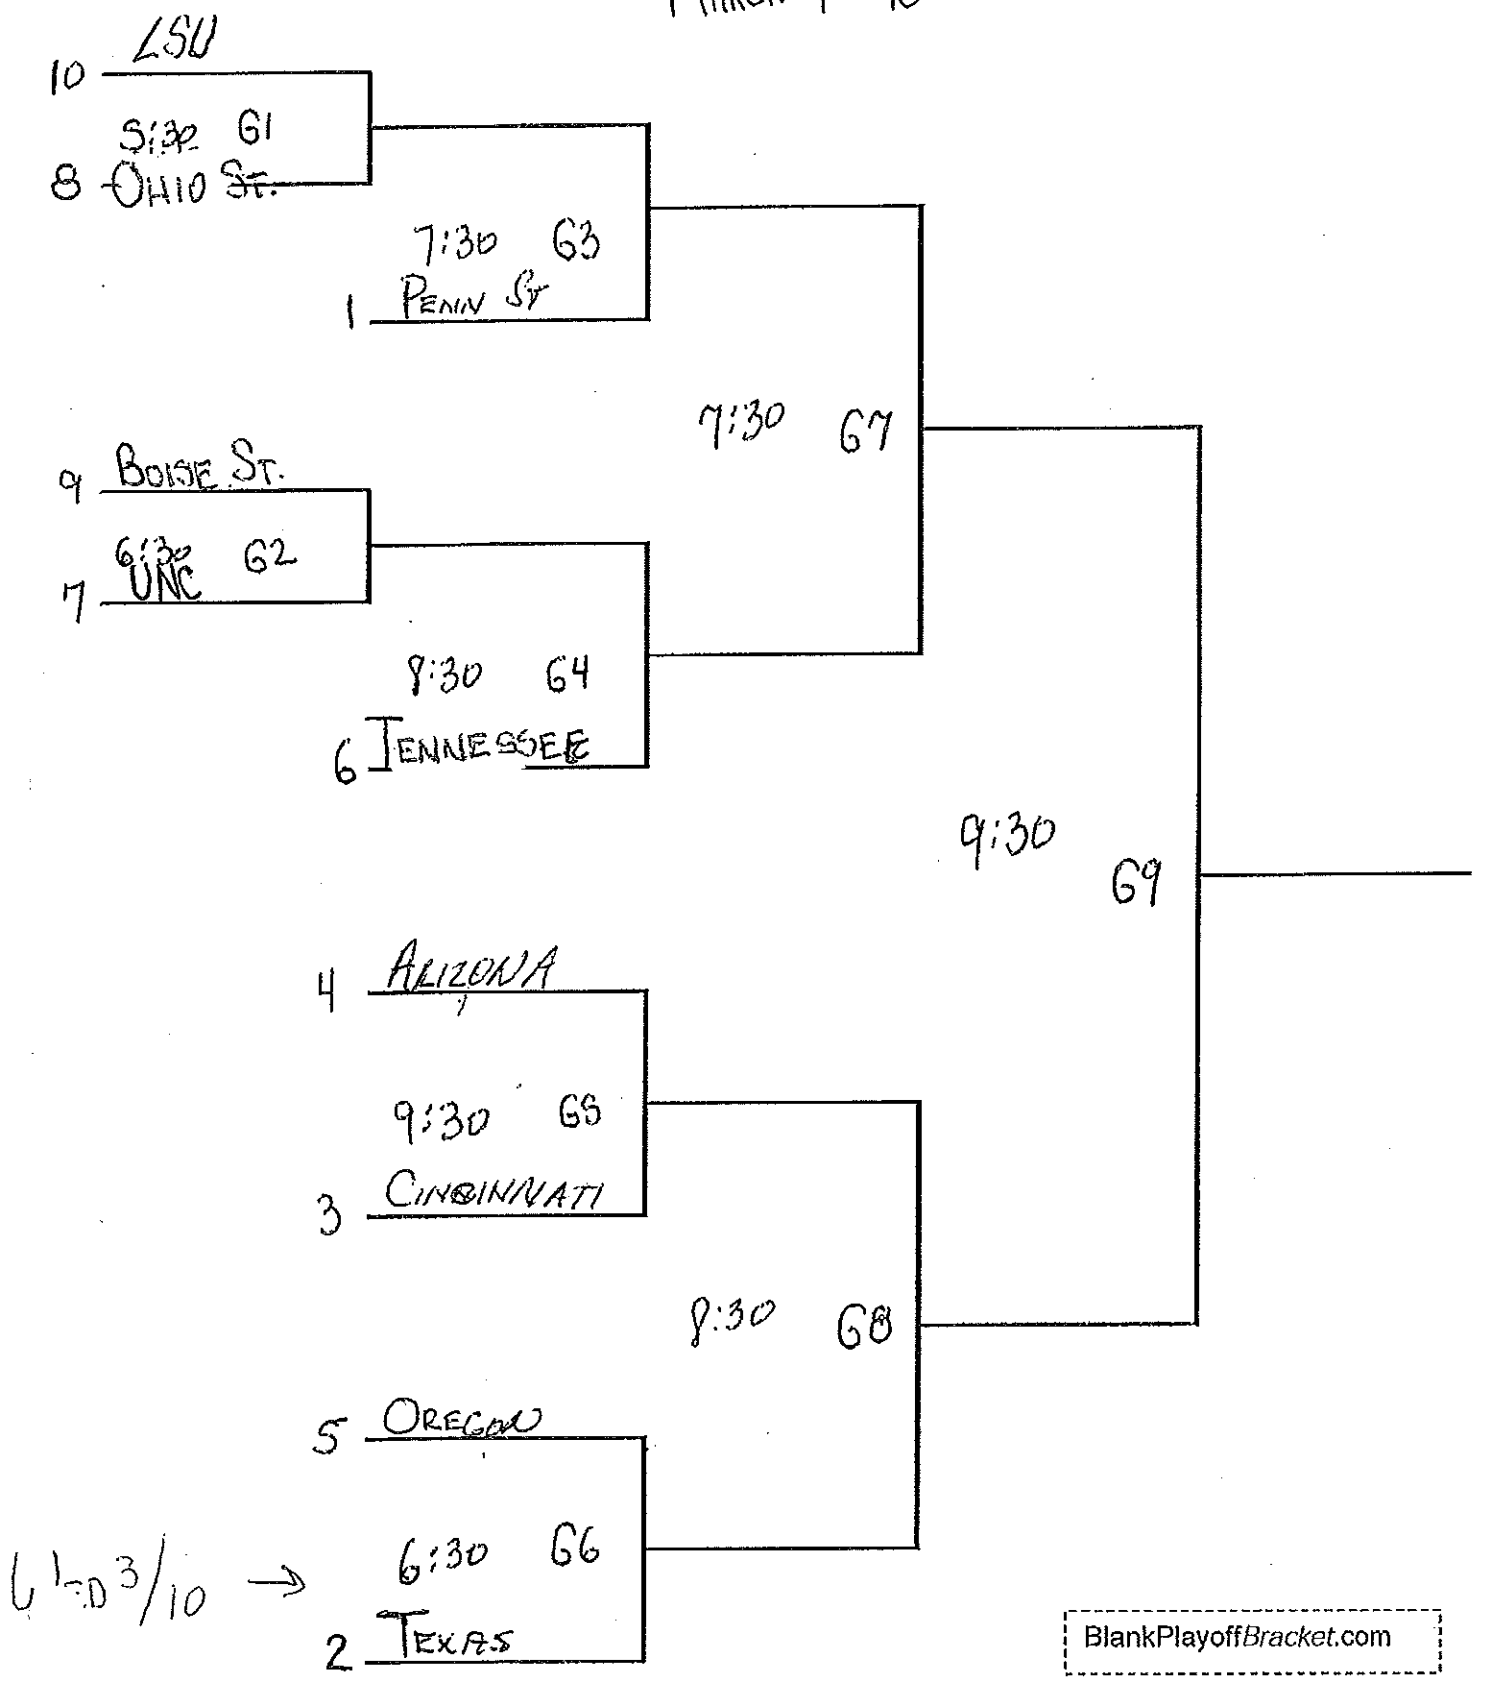 10 LSU
5:30 G1
8 OHIO ST.
7:30 G3
1 PENN ST
7:30 G7
9 BOISE ST.
6:30 G2
7 UNC
8:30 G4
6 TENNESSEE
9:30 G9
4 ARIZONA
9:30 G5
3 CINCINNATI
8:30 G8
5 OREGON
6:30 G6
3/10 →
2 TEXAS
BlankPlayoffBracket.com